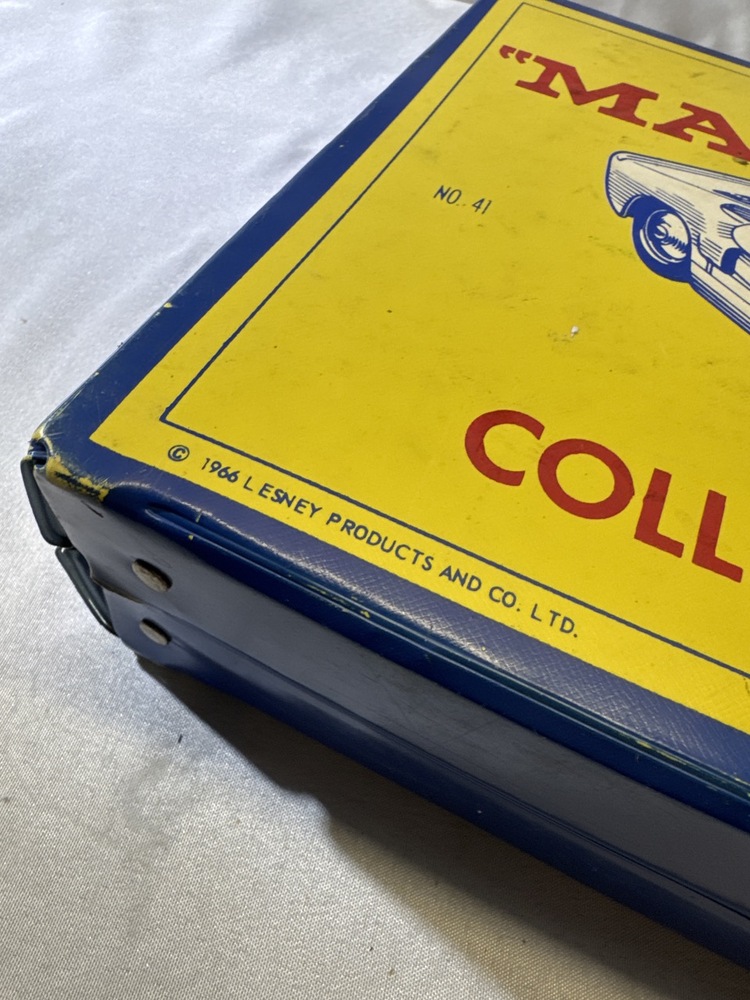 "MA
NO. 41
COLL
© 1966 LESNEY PRODUCTS AND CO. LTD.